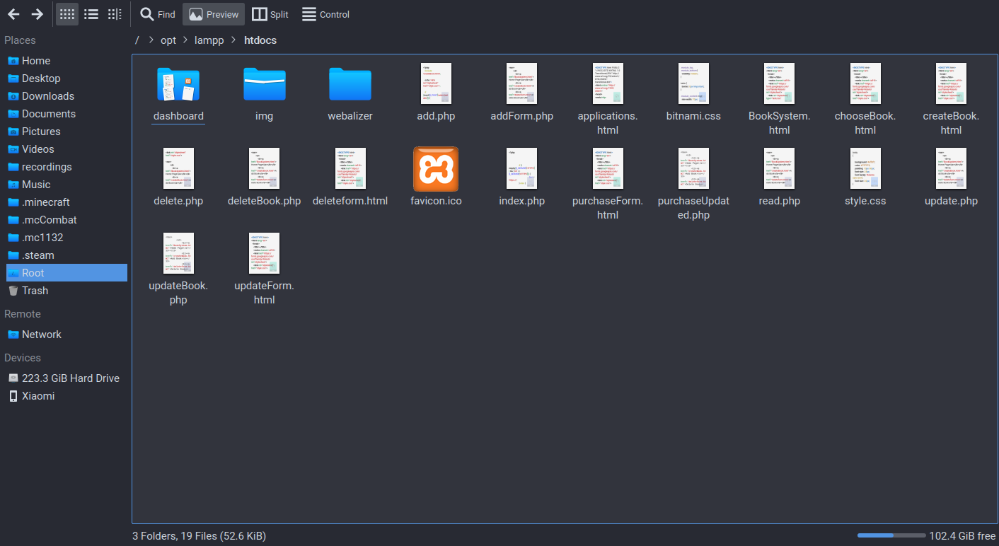 Find
Preview
Split
Control
Places
Home
Desktop
Downloads
Documents
Pictures
Videos
recordings
Music
.minecraft
.mcCombat
.mc1132
.steam
Root
Trash
Remote
Network
Devices
223.3 GiB Hard Drive
Xiaomi
/ > opt > lampp > htdocs
dashboard
img
webalizer
add.php
addForm.php
applications.
html
bitnami.css
BookSystem.
html
chooseBook.
html
createBook.
html
delete.php
deleteBook.php
deleteform.html
favicon.ico
index.php
purchaseForm.
html
purchaseUpdat
ed.php
read.php
style.css
update.php
updateBook.
php
updateForm.
html
3 Folders, 19 Files (52.6 KiB)
102.4 GiB free